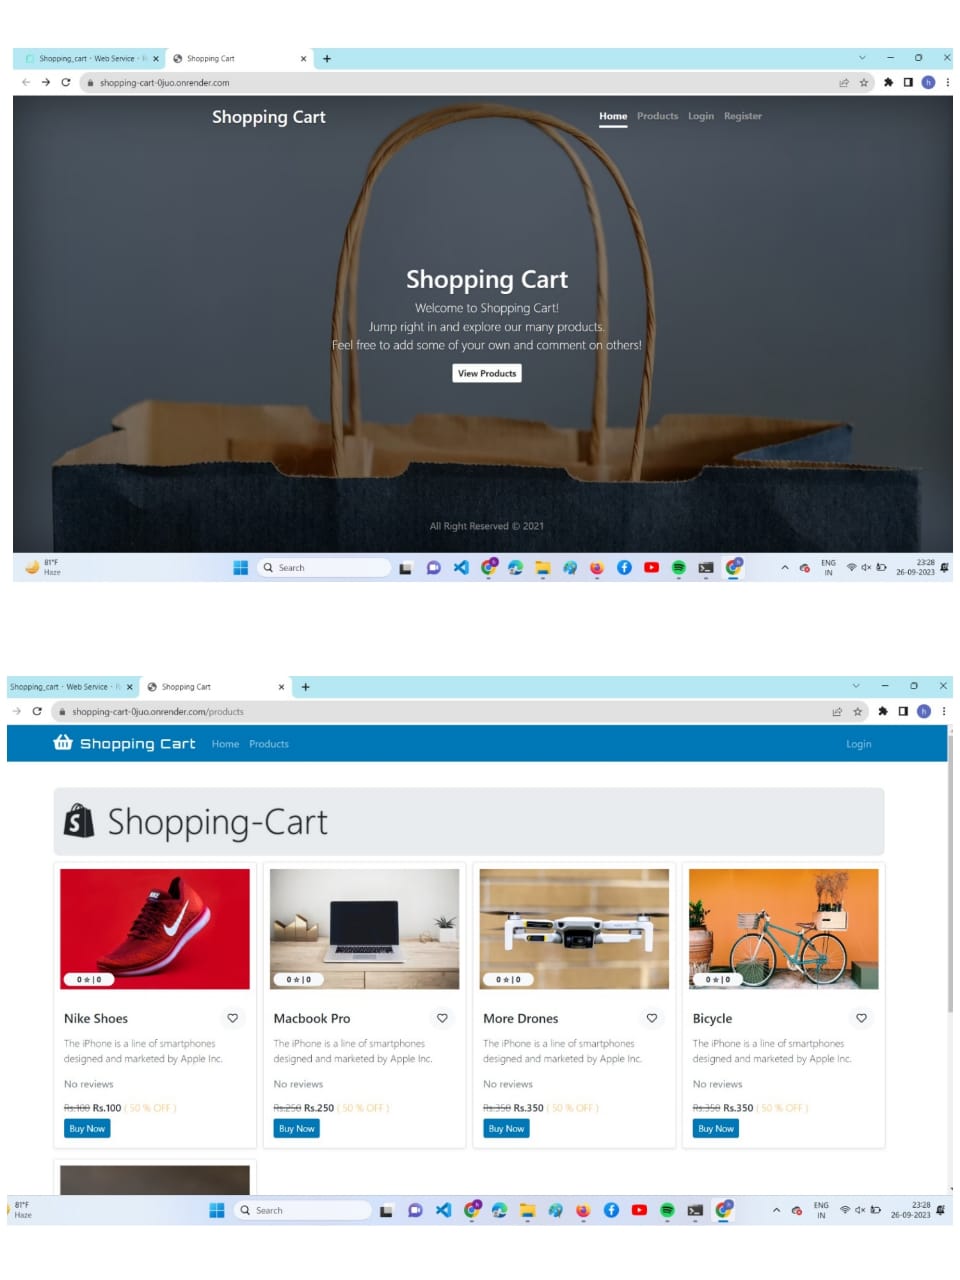 Shopping_cart · Web Service
Shopping Cart
shopping-cart-0juo.onrender.com
Shopping Cart
Home Products Login Register
Shopping Cart
Welcome to Shopping Cart!
Jump right in and explore our many products.
Feel free to add some of your own and comment on others!
View Products
All Right Reserved © 2021
81°F
Haze
Search
ENG
IN
23:28
26-09-2023
Shopping_cart · Web Service
Shopping Cart
shopping-cart-0juo.onrender.com/products
Shopping Cart Home Products Login
Shopping-Cart
0 ☆ | 0
0 ☆ | 0
0 ☆ | 0
0 ☆ | 0
Nike Shoes
The iPhone is a line of smartphones
designed and marketed by Apple Inc.
No reviews
Rs.100 Rs.100 ( 50 % OFF )
Buy Now
Macbook Pro
The iPhone is a line of smartphones
designed and marketed by Apple Inc.
No reviews
Rs.250 Rs.250 ( 50 % OFF )
Buy Now
More Drones
The iPhone is a line of smartphones
designed and marketed by Apple Inc.
No reviews
Rs.350 Rs.350 ( 50 % OFF )
Buy Now
Bicycle
The iPhone is a line of smartphones
designed and marketed by Apple Inc.
No reviews
Rs.350 Rs.350 ( 50 % OFF )
Buy Now
81°F
Haze
Search
ENG
IN
23:28
26-09-2023